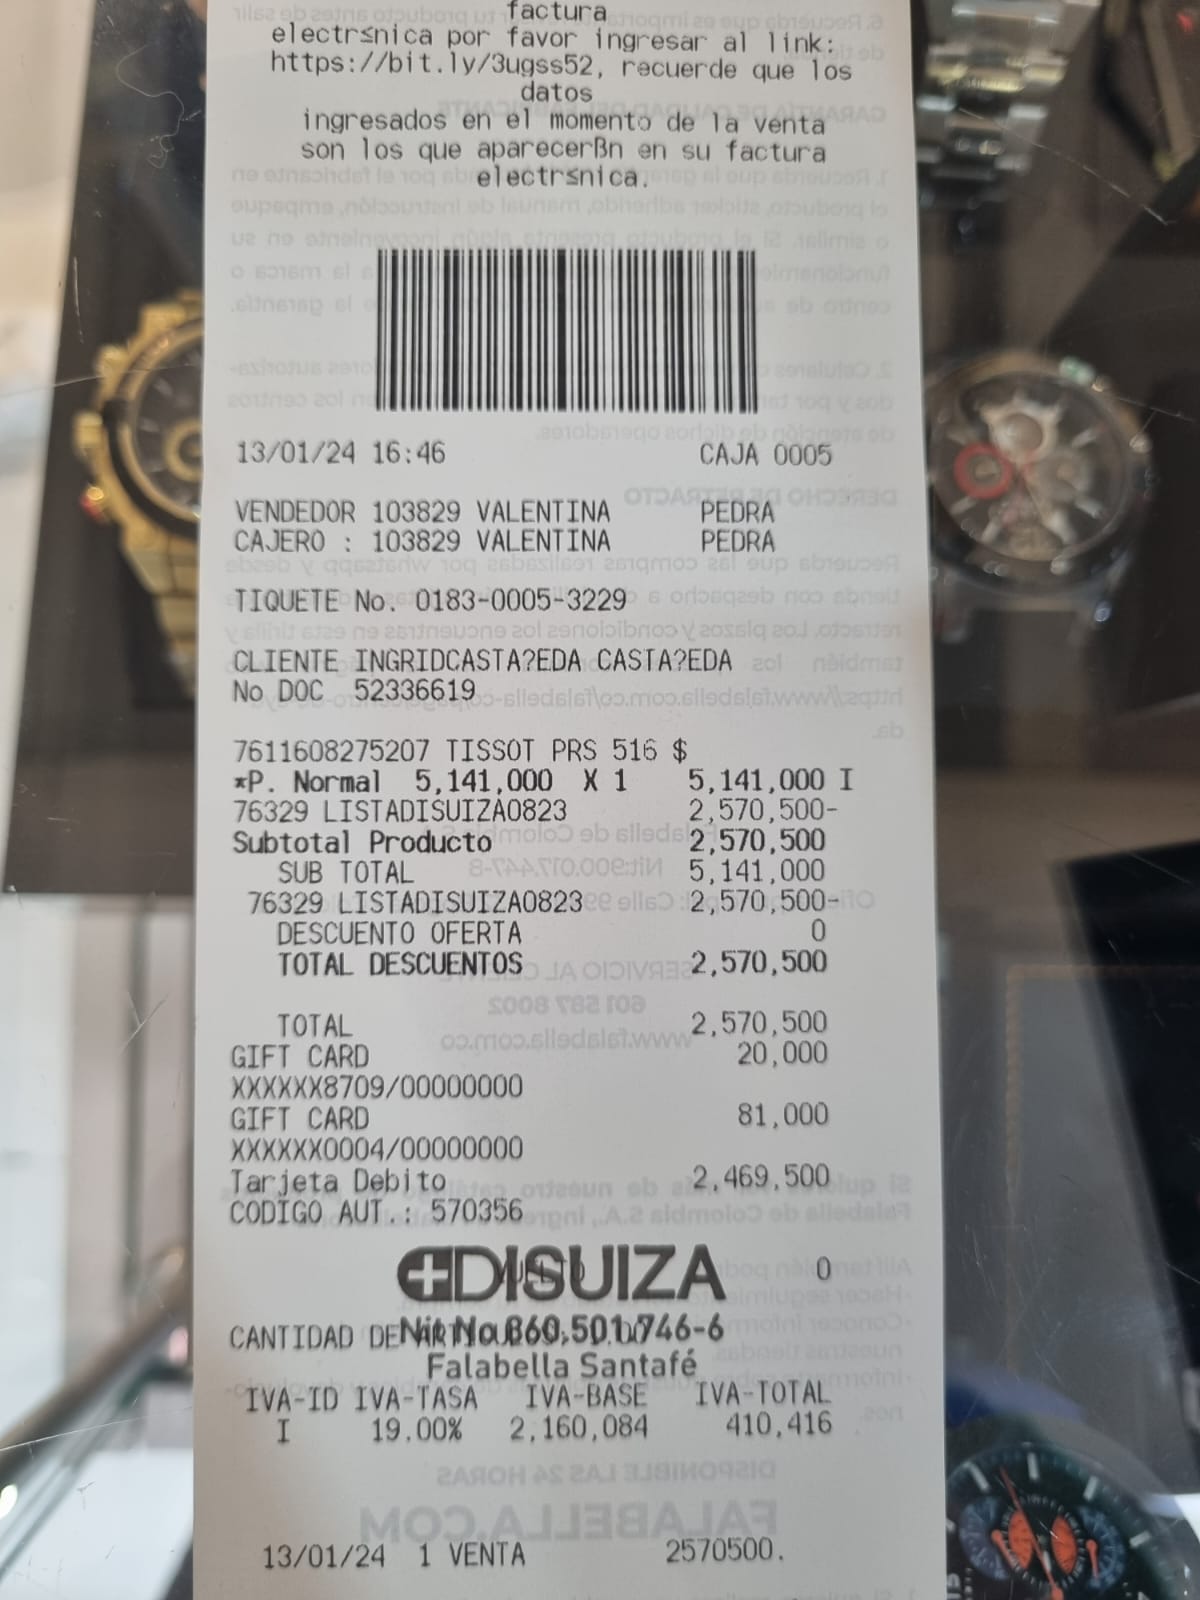 factura
electr≤nica por favor ingresar al link:
https://bit.ly/3ugss52, recuerde que los
datos
ingresados en el momento de la venta
son los que aparecerßn en su factura
electr≤nica.
13/01/24 16:46 CAJA 0005
VENDEDOR 103829 VALENTINA PEDRA
CAJERO : 103829 VALENTINA PEDRA
TIQUETE No. 0183-0005-3229
CLIENTE INGRIDCASTA?EDA CASTA?EDA
No DOC 52336619
7611608275207 TISSOT PRS 516 $
*P. Normal 5,141,000 X 1 5,141,000 I
76329 LISTADISUIZA0823 2,570,500-
Subtotal Producto 2,570,500
SUB TOTAL 5,141,000
76329 LISTADISUIZA0823 2,570,500-
DESCUENTO OFERTA 0
TOTAL DESCUENTOS 2,570,500
TOTAL 2,570,500
GIFT CARD 20,000
XXXXXX8709/00000000
GIFT CARD 81,000
XXXXXX0004/00000000
Tarjeta Debito 2,469,500
CODIGO AUT.: 570356
DISUIZA 0
CANTIDAD DE Nit No 860.501.746-6
Falabella Santafé
IVA-ID IVA-TASA IVA-BASE IVA-TOTAL
I 19.00% 2,160,084 410,416
13/01/24 1 VENTA 2570500.